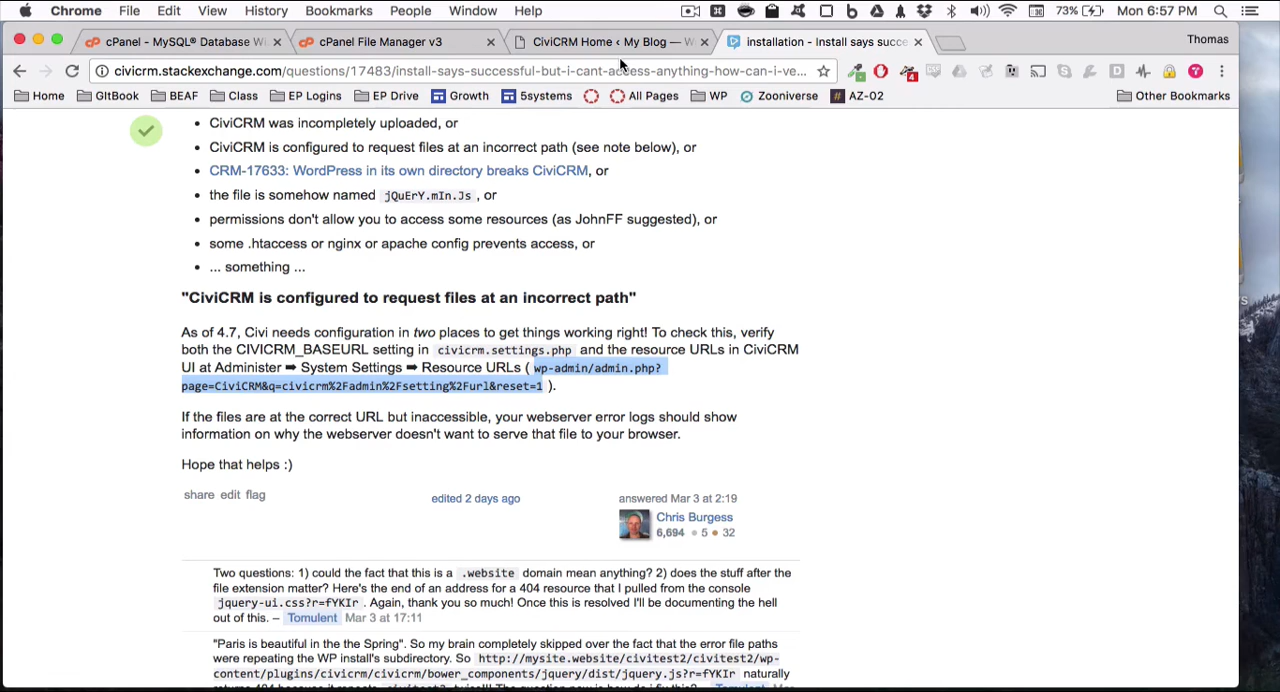 Chrome File Edit View History Bookmarks People Window Help 73% Mon 6:57 PM
cPanel - MySQL® Database W
cPanel File Manager v3
CiviCRM Home ‹ My Blog — W
installation - Install says succe
Thomas
civicrm.stackexchange.com/questions/17483/install-says-successful-but-i-cant-access-anything-how-can-i-ve...
Home GItBook BEAF Class EP Logins EP Drive Growth 5systems All Pages WP Zooniverse AZ-02 Other Bookmarks
• CiviCRM was incompletely uploaded, or
• CiviCRM is configured to request files at an incorrect path (see note below), or
• CRM-17633: WordPress in its own directory breaks CiviCRM, or
• the file is somehow named jQuErY.mIn.Js , or
• permissions don't allow you to access some resources (as JohnFF suggested), or
• some .htaccess or nginx or apache config prevents access, or
• ... something ...
"CiviCRM is configured to request files at an incorrect path"
As of 4.7, Civi needs configuration in two places to get things working right! To check this, verify
both the CIVICRM_BASEURL setting in civicrm.settings.php and the resource URLs in CiviCRM
UI at Administer ➡ System Settings ➡ Resource URLs ( wp-admin/admin.php?
page=CiviCRM&q=civicrm%2Fadmin%2Fsetting%2Furl&reset=1 ).
If the files are at the correct URL but inaccessible, your webserver error logs should show
information on why the webserver doesn't want to serve that file to your browser.
Hope that helps :)
share edit flag
edited 2 days ago
answered Mar 3 at 2:19
Chris Burgess
6,694 ● 5 ● 32
Two questions: 1) could the fact that this is a .website domain mean anything? 2) does the stuff after the
file extension matter? Here's the end of an address for a 404 resource that I pulled from the console
jquery-ui.css?r=fYKIr . Again, thank you so much! Once this is resolved I'll be documenting the hell
out of this. – Tomulent Mar 3 at 17:11
"Paris is beautiful in the the Spring". So my brain completely skipped over the fact that the error file paths
were repeating the WP install's subdirectory. So http://mysite.website/civitest2/civitest2/wp-
content/plugins/civicrm/civicrm/bower_components/jquery/dist/jquery.js?r=fYKIr naturally